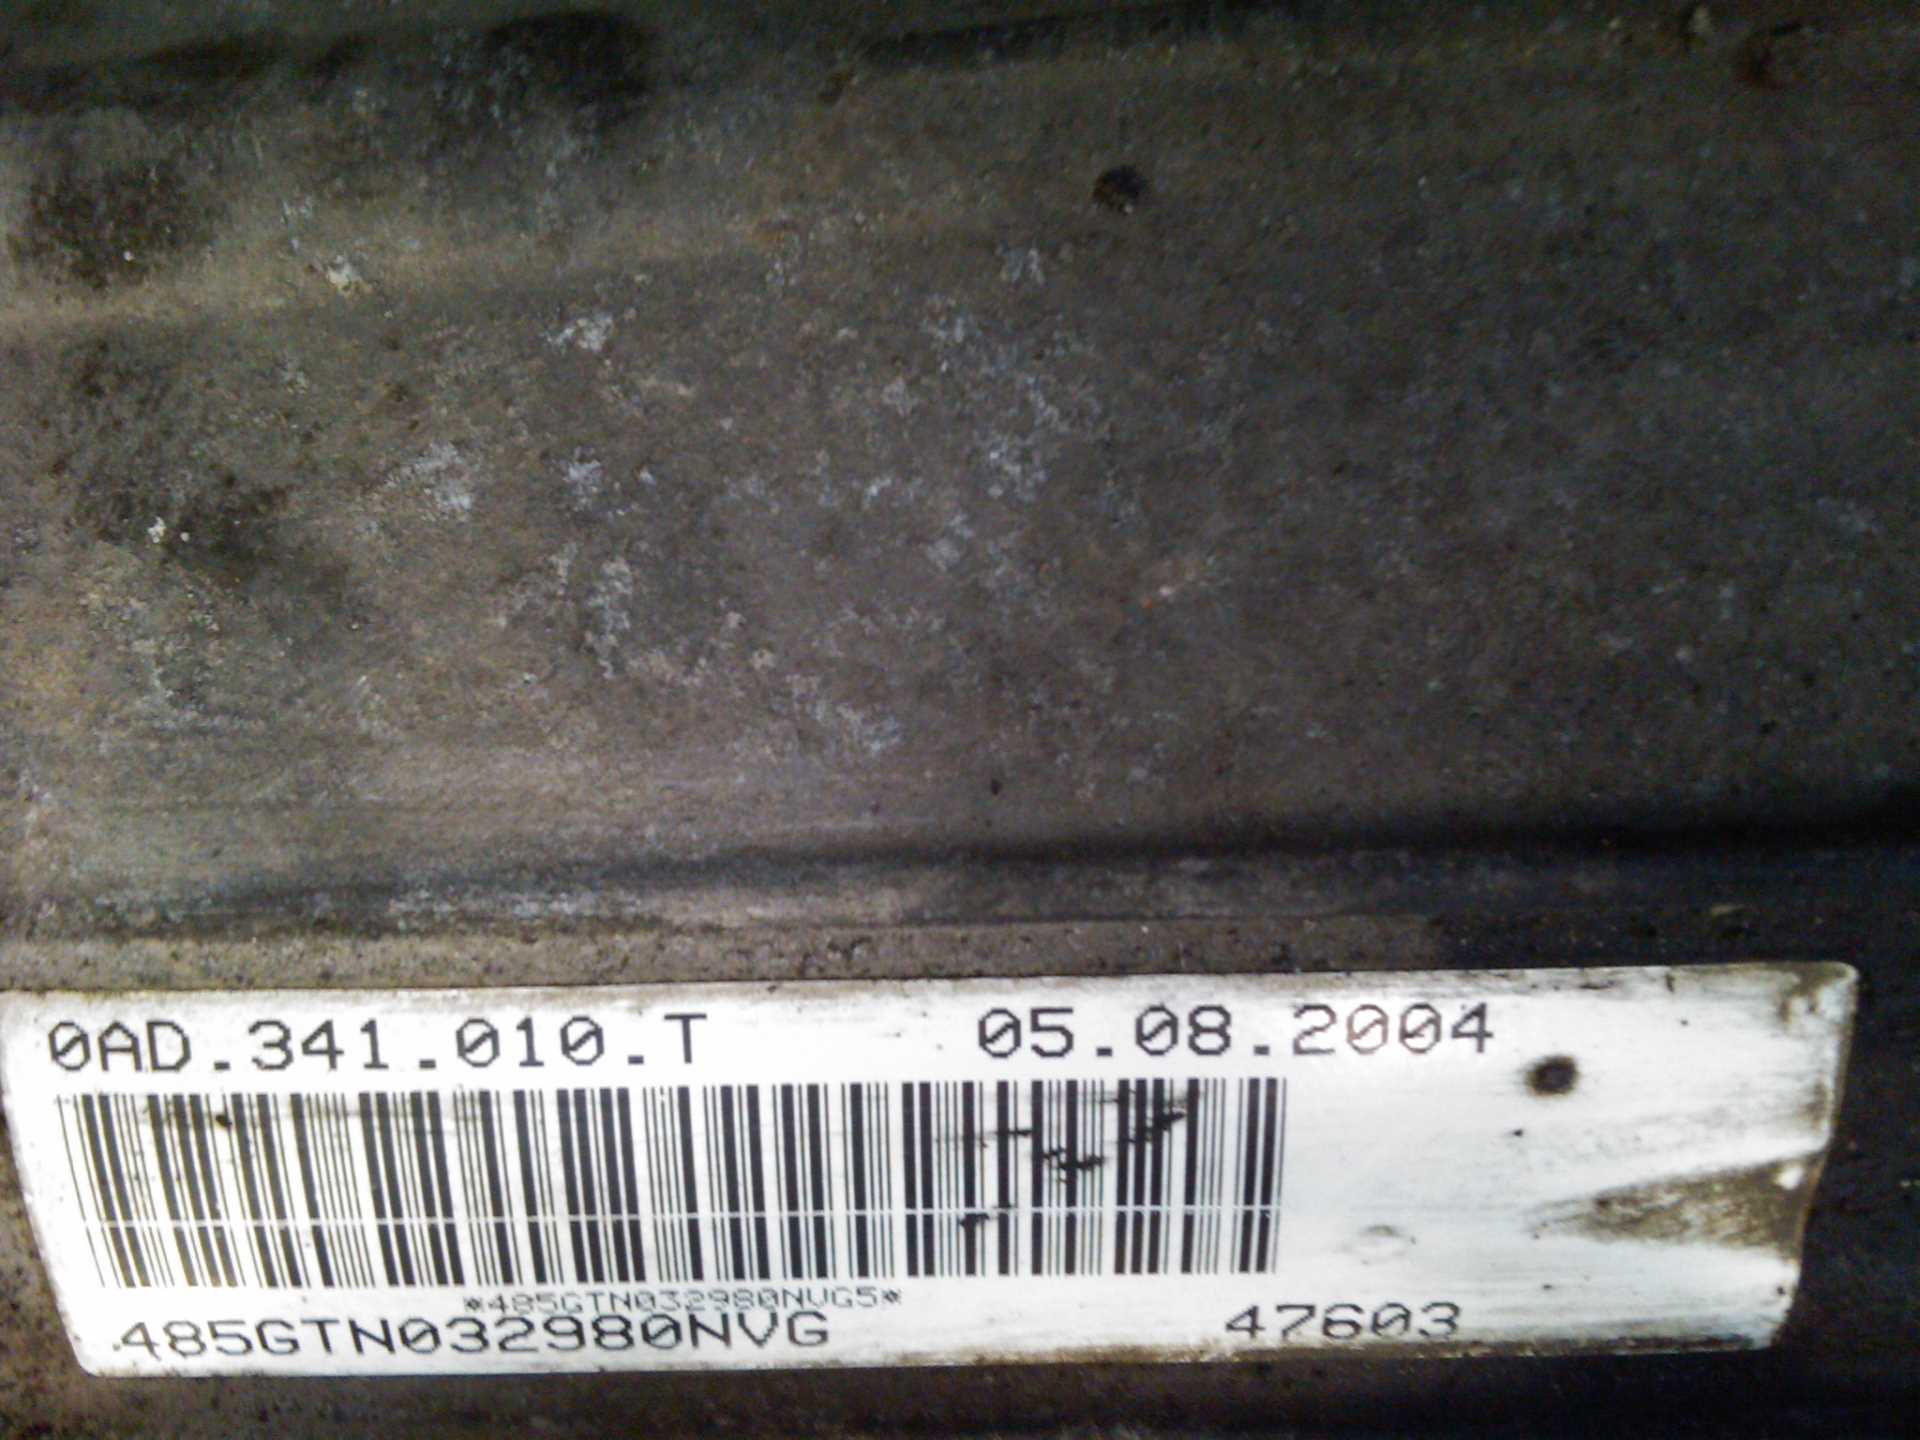 0AD.341.010.T 05.08.2004
*485GTN032980NVG5*
485GTN032980NVG 47603